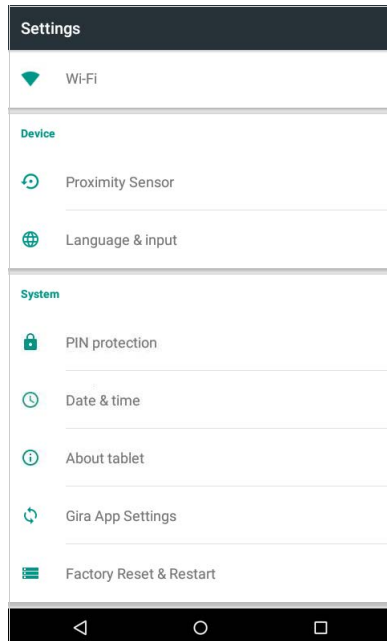 Settings
Wi-Fi
Device
Proximity Sensor
Language & input
System
PIN protection
Date & time
About tablet
Gira App Settings
Factory Reset & Restart